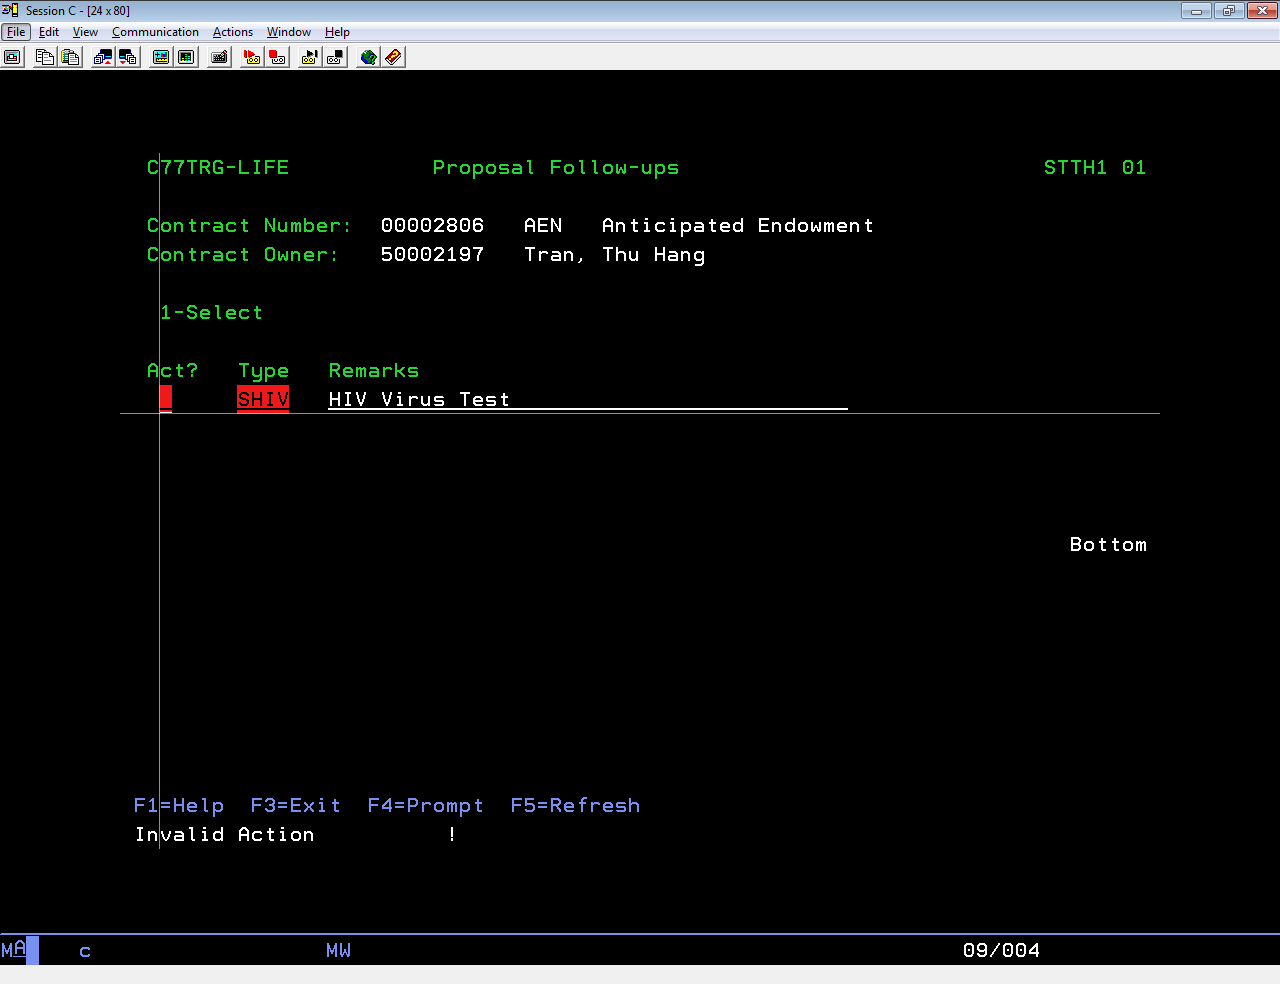 Session C - [24 x 80]
File Edit View Communication Actions Window Help
C77TRG-LIFE Proposal Follow-ups STTH1 01
Contract Number: 00002806 AEN Anticipated Endowment
Contract Owner: 50002197 Tran, Thu Hang
1-Select
Act? Type Remarks
SHIV HIV Virus Test
Bottom
F1=Help F3=Exit F4=Prompt F5=Refresh
Invalid Action !
MA c MW 09/004